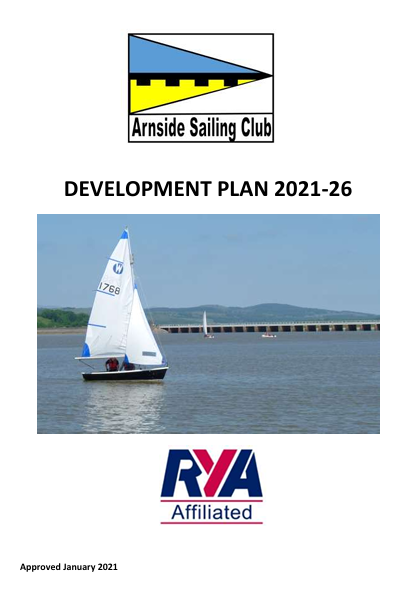 Arnside Sailing Club
DEVELOPMENT PLAN 2021-26
W
1768
RYA
Affiliated
Approved January 2021